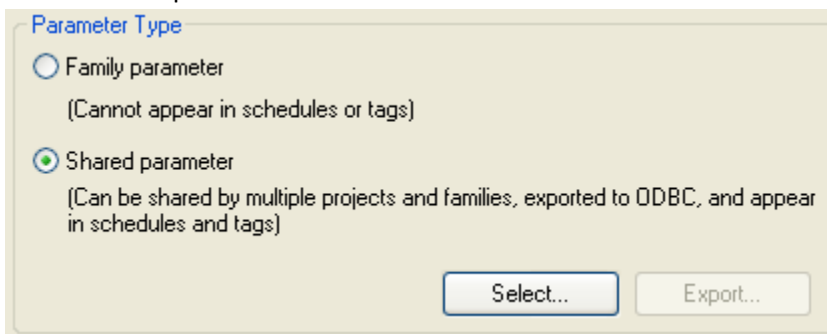 Parameter Type
Family parameter
(Cannot appear in schedules or tags)
Shared parameter
(Can be shared by multiple projects and families, exported to ODBC, and appear
in schedules and tags)
Select... Export...